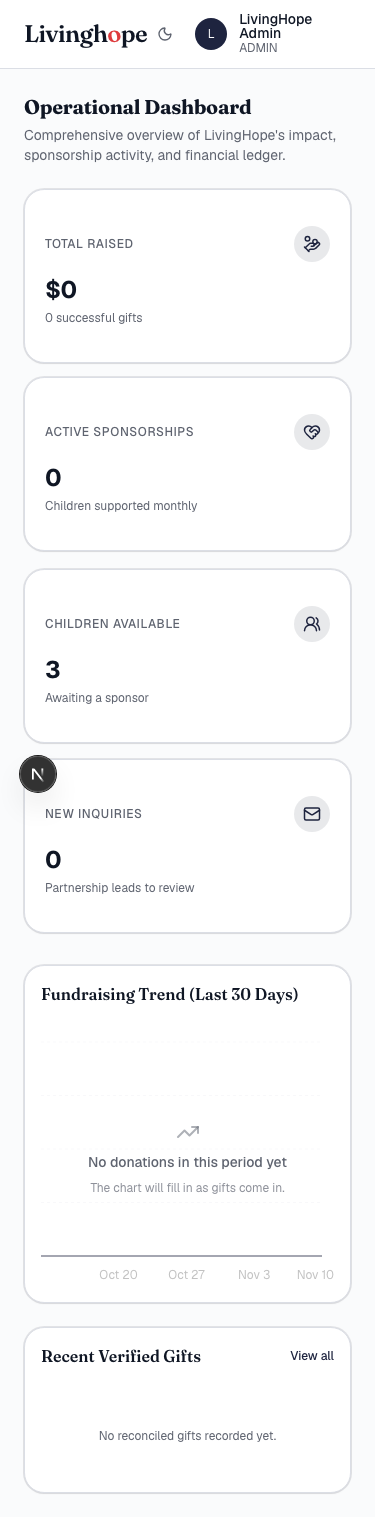 Livinghope
L
LivingHope
Admin
ADMIN
Operational Dashboard
Comprehensive overview of LivingHope's impact,
sponsorship activity, and financial ledger.
TOTAL RAISED
$0
0 successful gifts
ACTIVE SPONSORSHIPS
0
Children supported monthly
CHILDREN AVAILABLE
3
Awaiting a sponsor
N
NEW INQUIRIES
0
Partnership leads to review
Fundraising Trend (Last 30 Days)
No donations in this period yet
The chart will fill in as gifts come in.
Oct 20 Oct 27 Nov 3 Nov 10
Recent Verified Gifts View all
No reconciled gifts recorded yet.